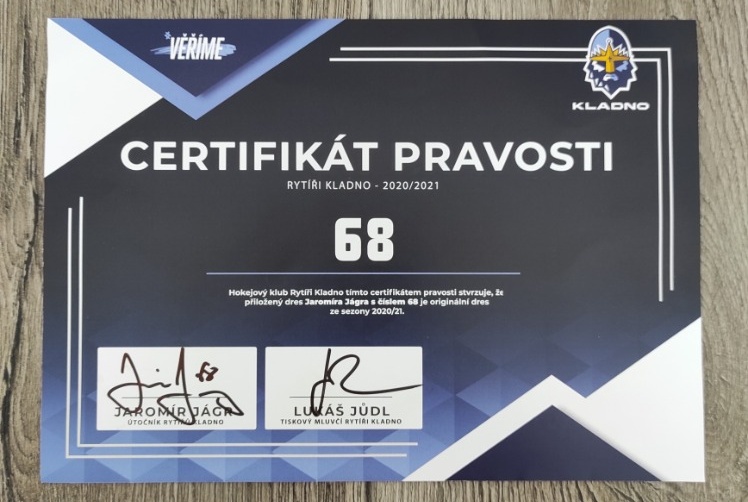 VĚŘÍME
KLADNO
CERTIFIKÁT PRAVOSTI
RYTÍŘI KLADNO - 2020/2021
68
Hokejový klub Rytíři Kladno tímto certifikátem pravosti stvrzuje, že
přiložený dres Jaromíra Jágra s číslem 68 je originální dres
ze sezony 2020/21.
68
JAROMÍR JÁGR
ÚTOČNÍK RYTÍŘŮ KLADNO
LUKÁŠ JŮDL
TISKOVÝ MLUVČÍ RYTÍŘI KLADNO